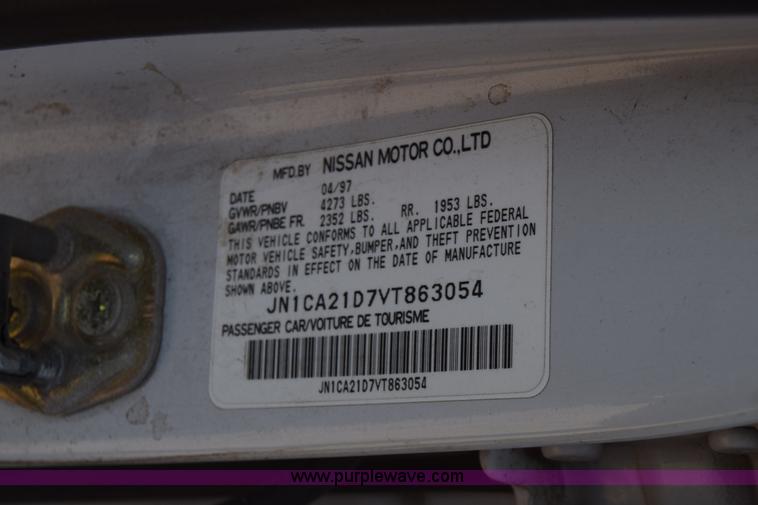 MFD.BY NISSAN MOTOR CO.,LTD
DATE 04/97
GVWR/PNBV 4273 LBS.
GAWR/PNBE FR. 2352 LBS. RR. 1953 LBS.
THIS VEHICLE CONFORMS TO ALL APPLICABLE FEDERAL
MOTOR VEHICLE SAFETY,BUMPER,AND THEFT PREVENTION
STANDARDS IN EFFECT ON THE DATE OF MANUFACTURE
SHOWN ABOVE.
JN1CA21D7VT863054
PASSENGER CAR/VOITURE DE TOURISME
JN1CA21D7VT863054
www.purplewave.com